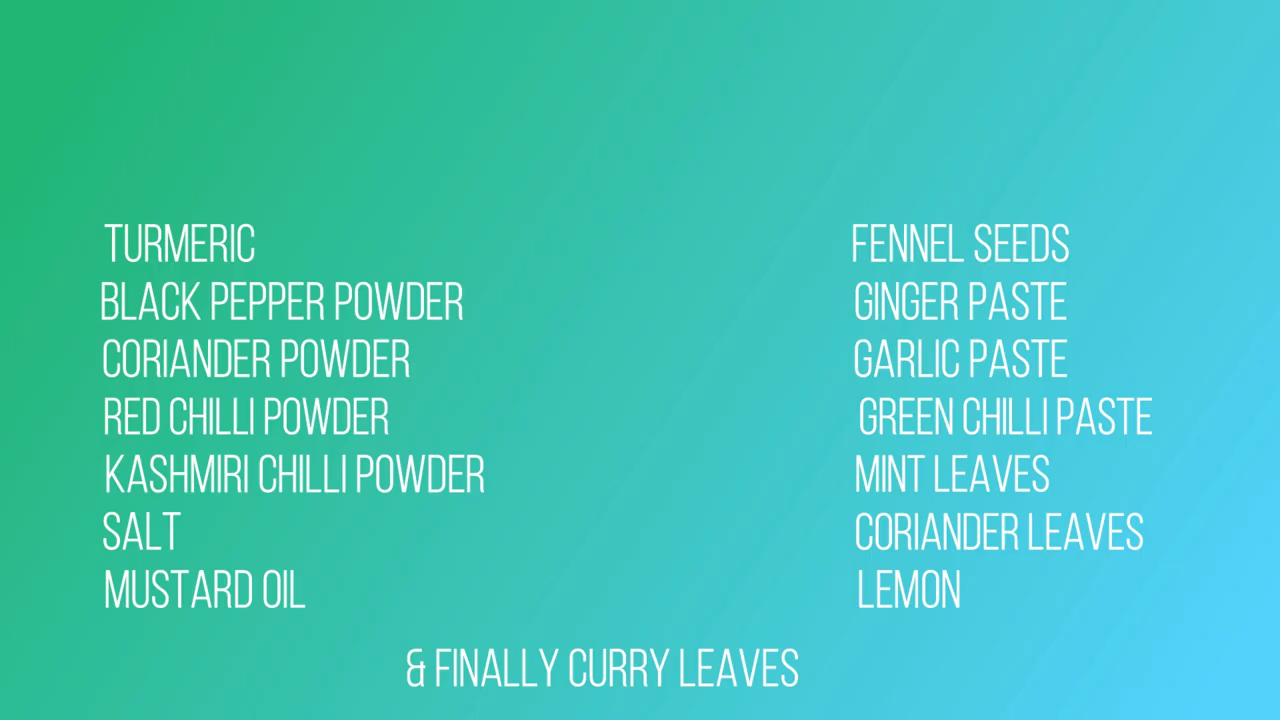 TURMERIC
BLACK PEPPER POWDER
CORIANDER POWDER
RED CHILLI POWDER
KASHMIRI CHILLI POWDER
SALT
MUSTARD OIL
FENNEL SEEDS
GINGER PASTE
GARLIC PASTE
GREEN CHILLI PASTE
MINT LEAVES
CORIANDER LEAVES
LEMON
& FINALLY CURRY LEAVES